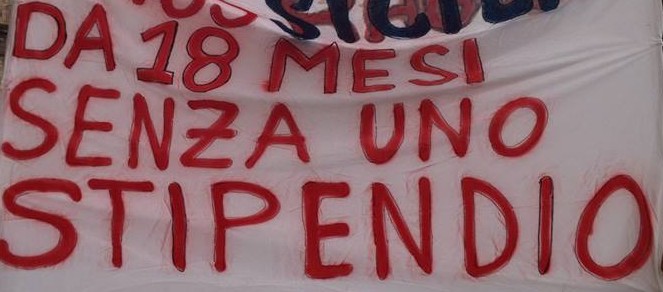 DA 18 MESI
SENZA UNO
STIPENDIO